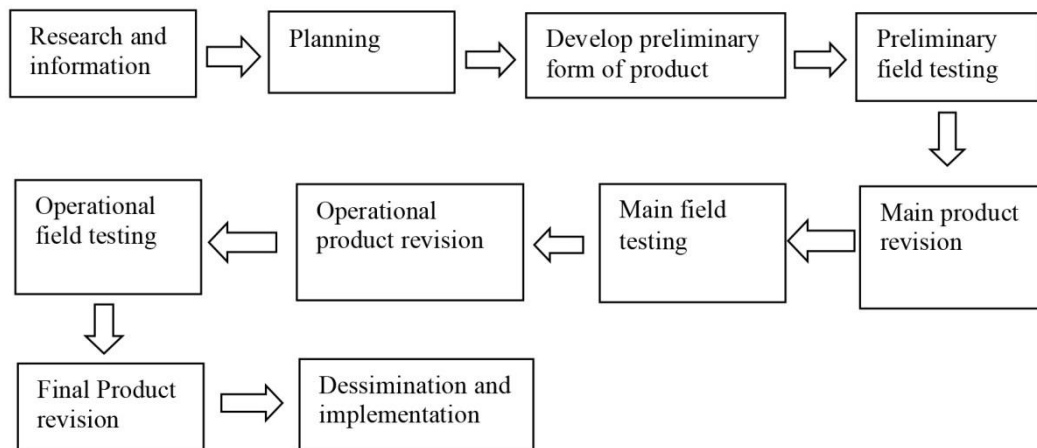 Research and
information
Planning
Develop preliminary
form of product
Preliminary
field testing
Main product
revision
Main field
testing
Operational
product revision
Operational
field testing
Final Product
revision
Dessimination and
implementation